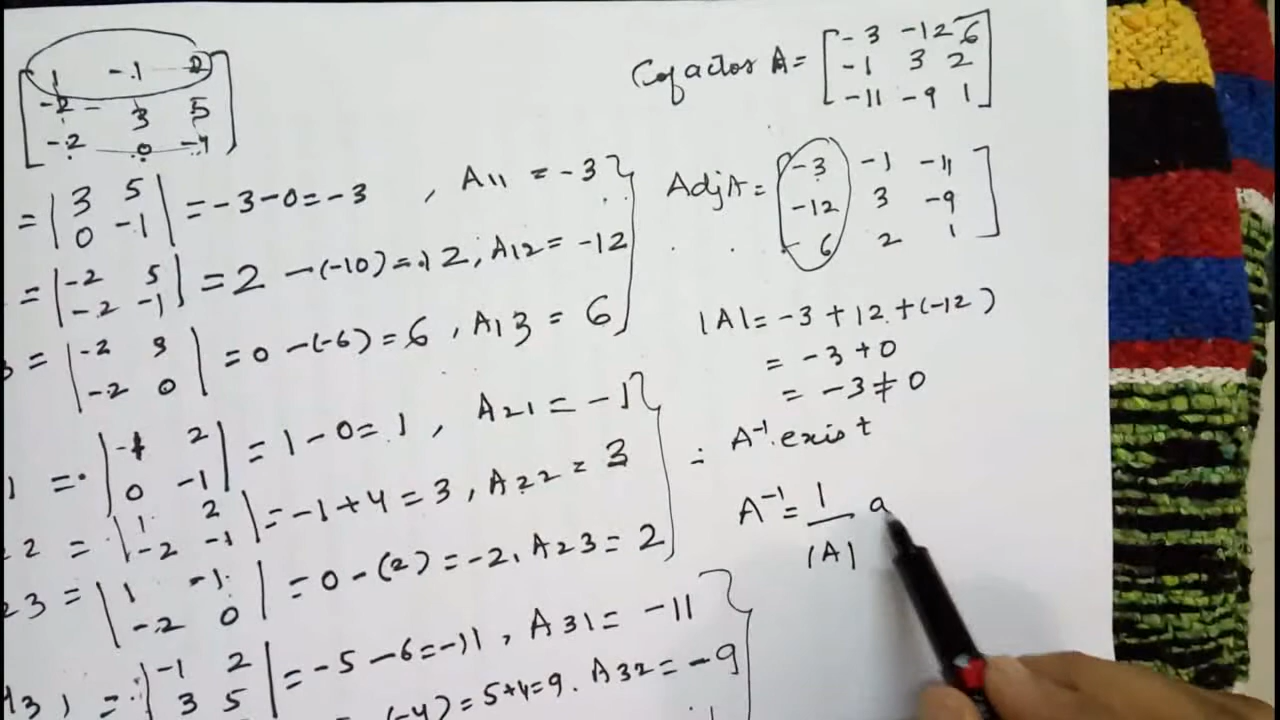 1 -1 2
-2 3 5
-2 0 -1
= | 3 5 | = -3-0=-3 , A11 = -3
0 -1
= | -2 5 | = 2 -(-10)=12, A12 = -12
-2 -1
3 = | -2 3 | = 0 -(-6)=6 , A13 = 6
-2 0
1 = | -1 2 | = 1-0=1 , A21 = -1
0 -1
22 = | 1 2 | = -1+4=3, A22 = 3
-2 -1
23 = | 1 -1 | = 0-(2)=-2, A23=2
-2 0
A31 = | -1 2 | = -5-6=-11, A31=-11
3 5
(-4)=5+4=9. A32=-9
Cofactos A= [ -3 -12 6
-1 3 2
-11 -9 1 ]
AdjA= [ -3 -1 -11
-12 3 -9
6 2 1 ]
|A|= -3+12+(-12)
= -3+0
= -3≠0
∴ A⁻¹ exist
A⁻¹= 1 a
|A|